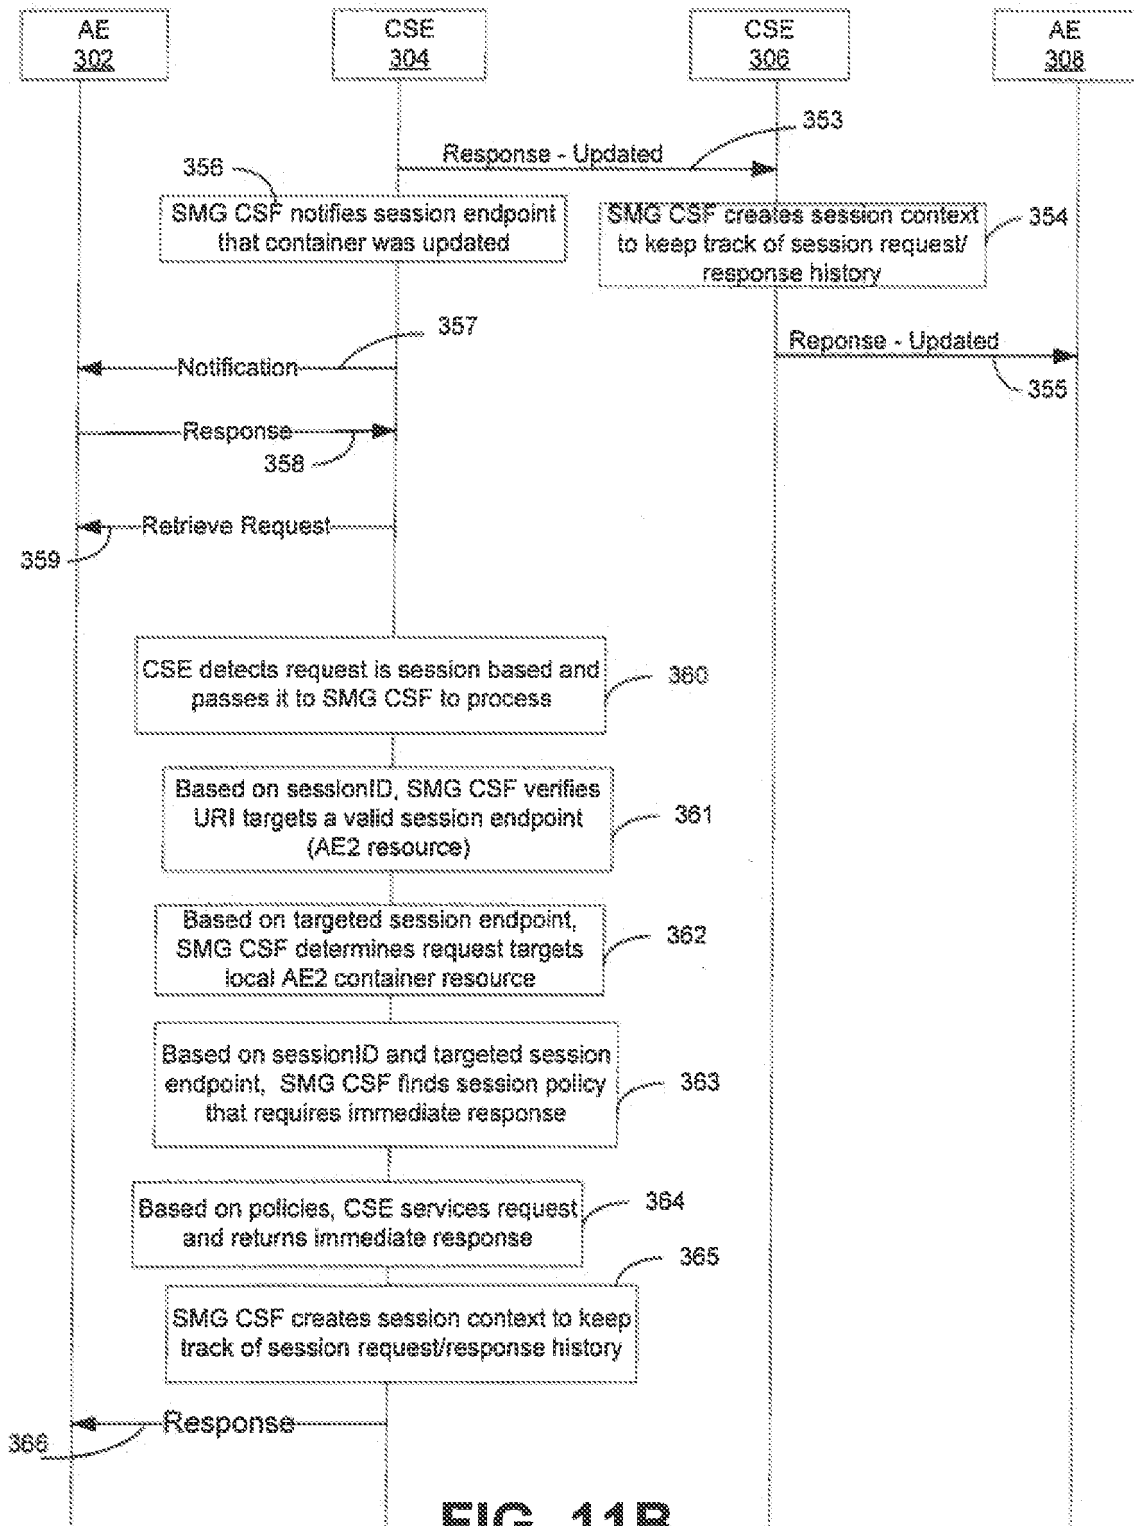 AE
302
CSE
304
CSE
306
AE
308
353
Response - Updated
356
SMG CSF notifies session endpoint
that container was updated
SMG CSF creates session context
to keep track of session request/
response history
354
357
Reponse - Updated
Notification
355
Response
358
Retrieve Request
359
CSE detects request is session based and
passes it to SMG CSF to process
360
Based on sessionID, SMG CSF verifies
URI targets a valid session endpoint
(AE2 resource)
361
Based on targeted session endpoint,
SMG CSF determines request targets
local AE2 container resource
362
Based on sessionID and targeted session
endpoint, SMG CSF finds session policy
that requires immediate response
363
Based on policies, CSE services request
and returns immediate response
364
365
SMG CSF creates session context to keep
track of session request/response history
Response
366
FIG. 11B